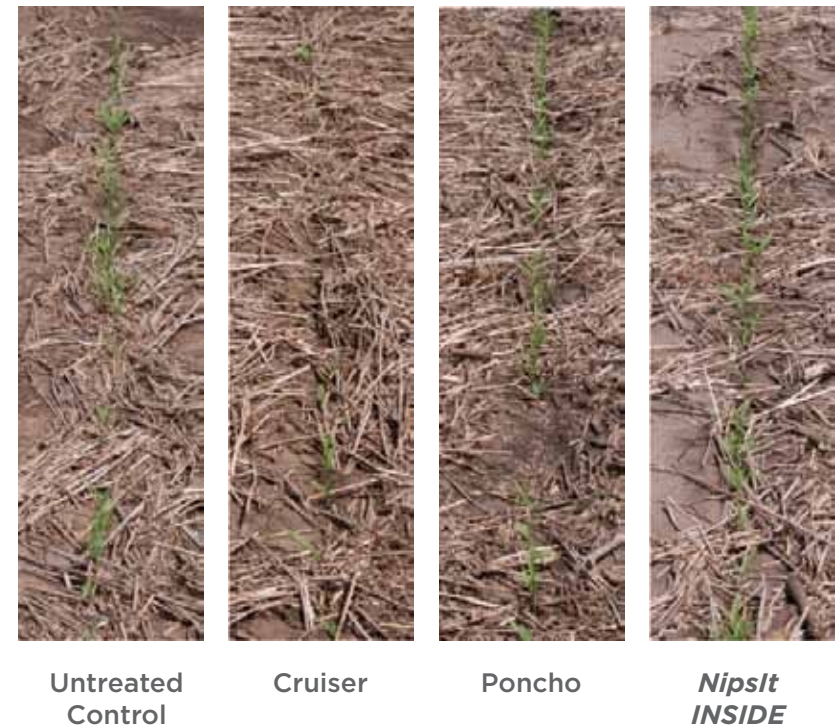 Untreated
Control
Cruiser
Poncho
NipsIt
INSIDE